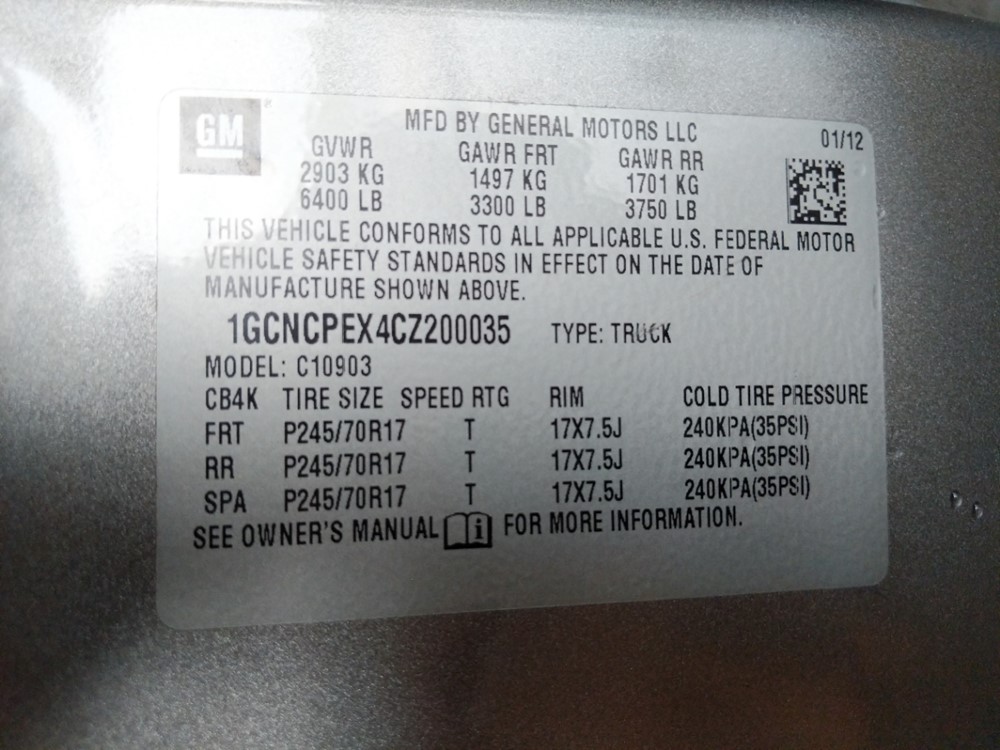 GM
MFD BY GENERAL MOTORS LLC 01/12
GVWR GAWR FRT GAWR RR
2903 KG 1497 KG 1701 KG
6400 LB 3300 LB 3750 LB
THIS VEHICLE CONFORMS TO ALL APPLICABLE U.S. FEDERAL MOTOR
VEHICLE SAFETY STANDARDS IN EFFECT ON THE DATE OF
MANUFACTURE SHOWN ABOVE.
1GCNCPEX4CZ200035 TYPE: TRUCK
MODEL: C10903
CB4K TIRE SIZE SPEED RTG RIM COLD TIRE PRESSURE
FRT P245/70R17 T 17X7.5J 240KPA(35PSI)
RR P245/70R17 T 17X7.5J 240KPA(35PSI)
SPA P245/70R17 T 17X7.5J 240KPA(35PSI)
SEE OWNER'S MANUAL i FOR MORE INFORMATION.